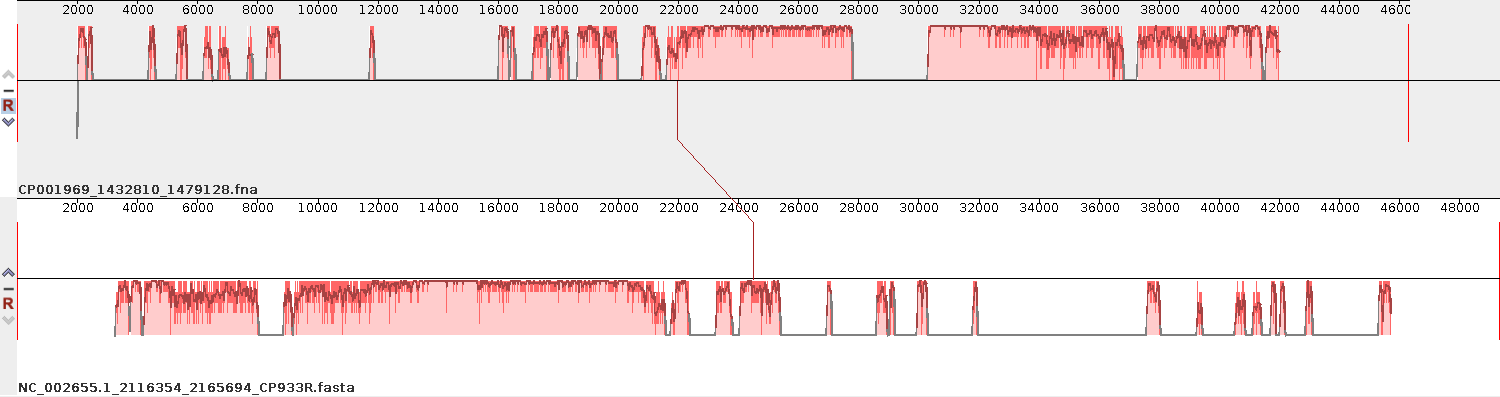 2000 4000 6000 8000 10000 12000 14000 16000 18000 20000 22000 24000 26000 28000 30000 32000 34000 36000 38000 40000 42000 44000
R
CP001969_1432810_1479128.fna
2000 4000 6000 8000 10000 12000 14000 16000 18000 20000 22000 24000 26000 28000 30000 32000 34000 36000 38000 40000 42000 44000 46000 48000
R
NC_002655.1_2116354_2165694_CP933R.fasta